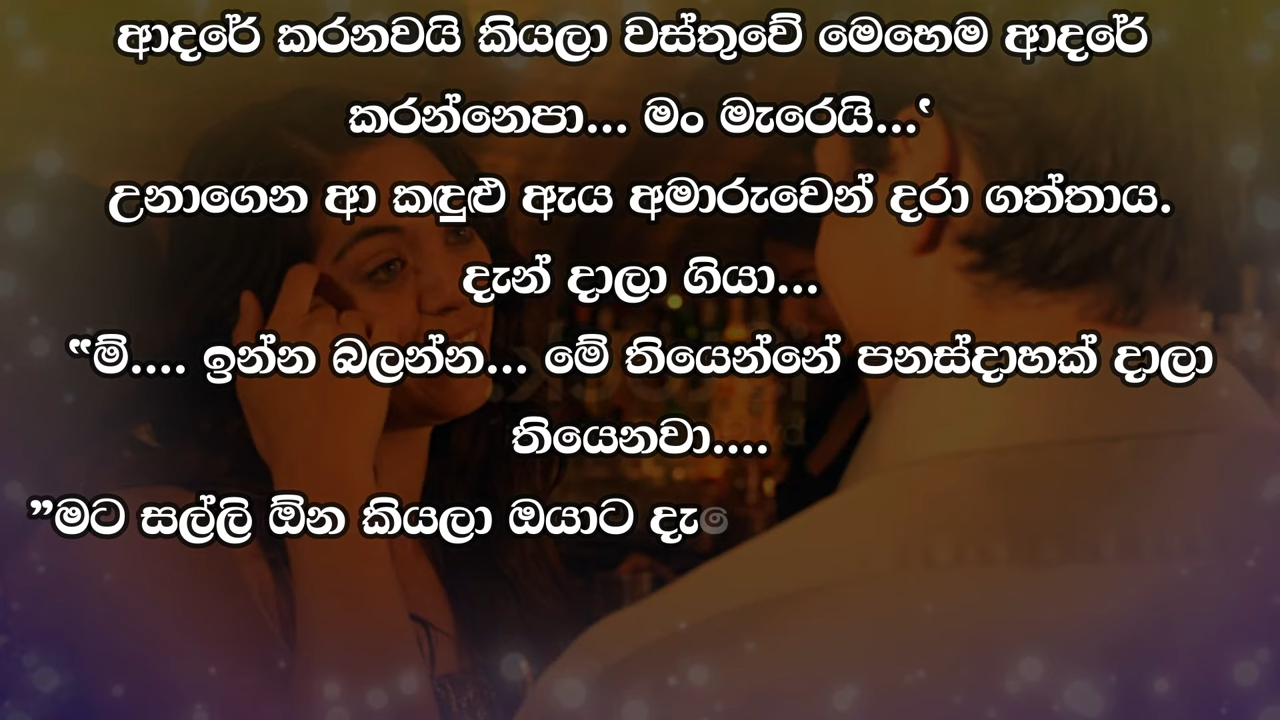 ආදරේ කරනවයි කියලා වස්තුවේ මෙහෙම ආදරේ
කරන්නෙපා... මං මැරෙයි...‘
උනාගෙන ආ කඳුළු ඇය අමාරුවෙන් දරා ගත්තාය.
දැන් දාලා ගියා...
“ම්.... ඉන්න බලන්න... මේ තියෙන්නේ පනස්දාහක් දාලා
තියෙනවා....
”මට සල්ලි ඕන කියලා ඔයාට දැ